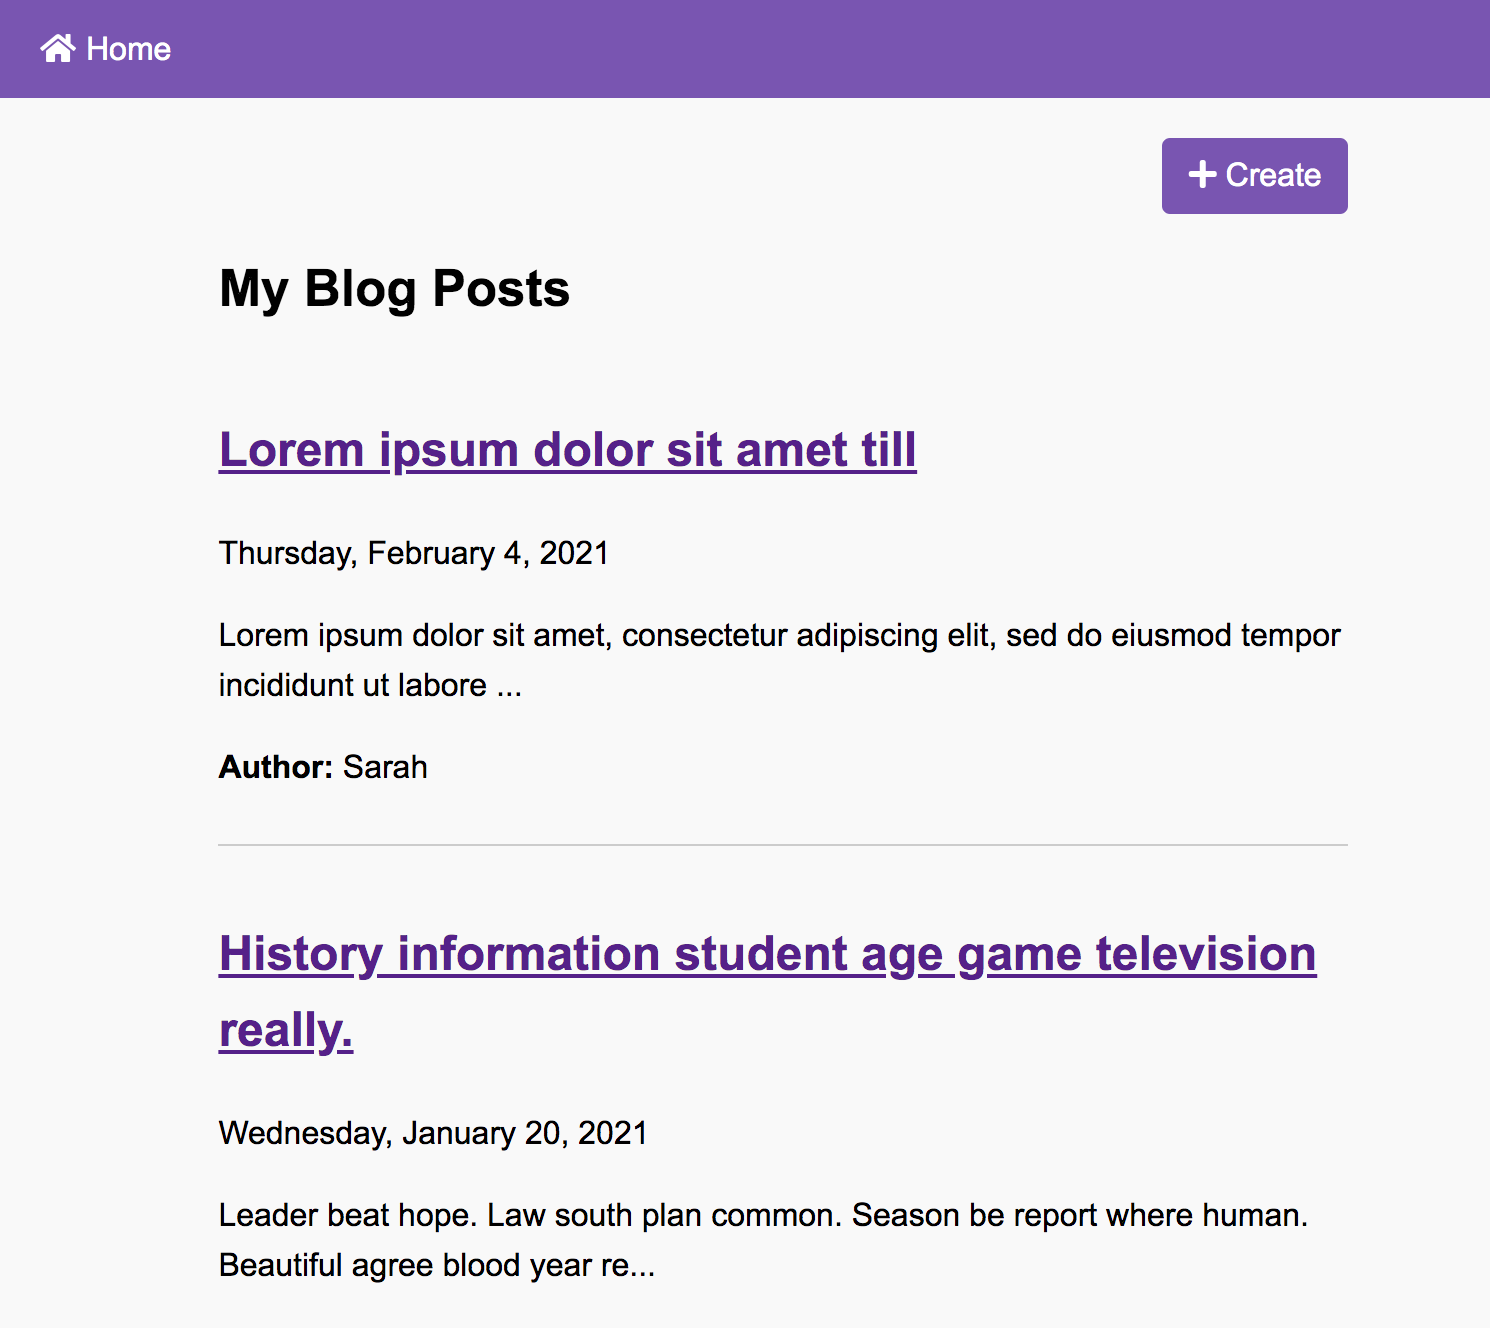 Home
Create
My Blog Posts
Lorem ipsum dolor sit amet till
Thursday, February 4, 2021
Lorem ipsum dolor sit amet, consectetur adipiscing elit, sed do eiusmod tempor
incididunt ut labore ...
Author: Sarah
History information student age game television
really.
Wednesday, January 20, 2021
Leader beat hope. Law south plan common. Season be report where human.
Beautiful agree blood year re...